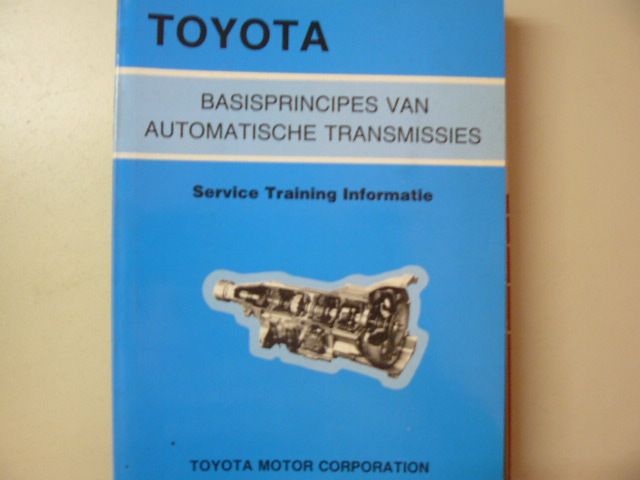 TOYOTA
BASISPRINCIPES VAN
AUTOMATISCHE TRANSMISSIES
Service Training Informatie
TOYOTA MOTOR CORPORATION